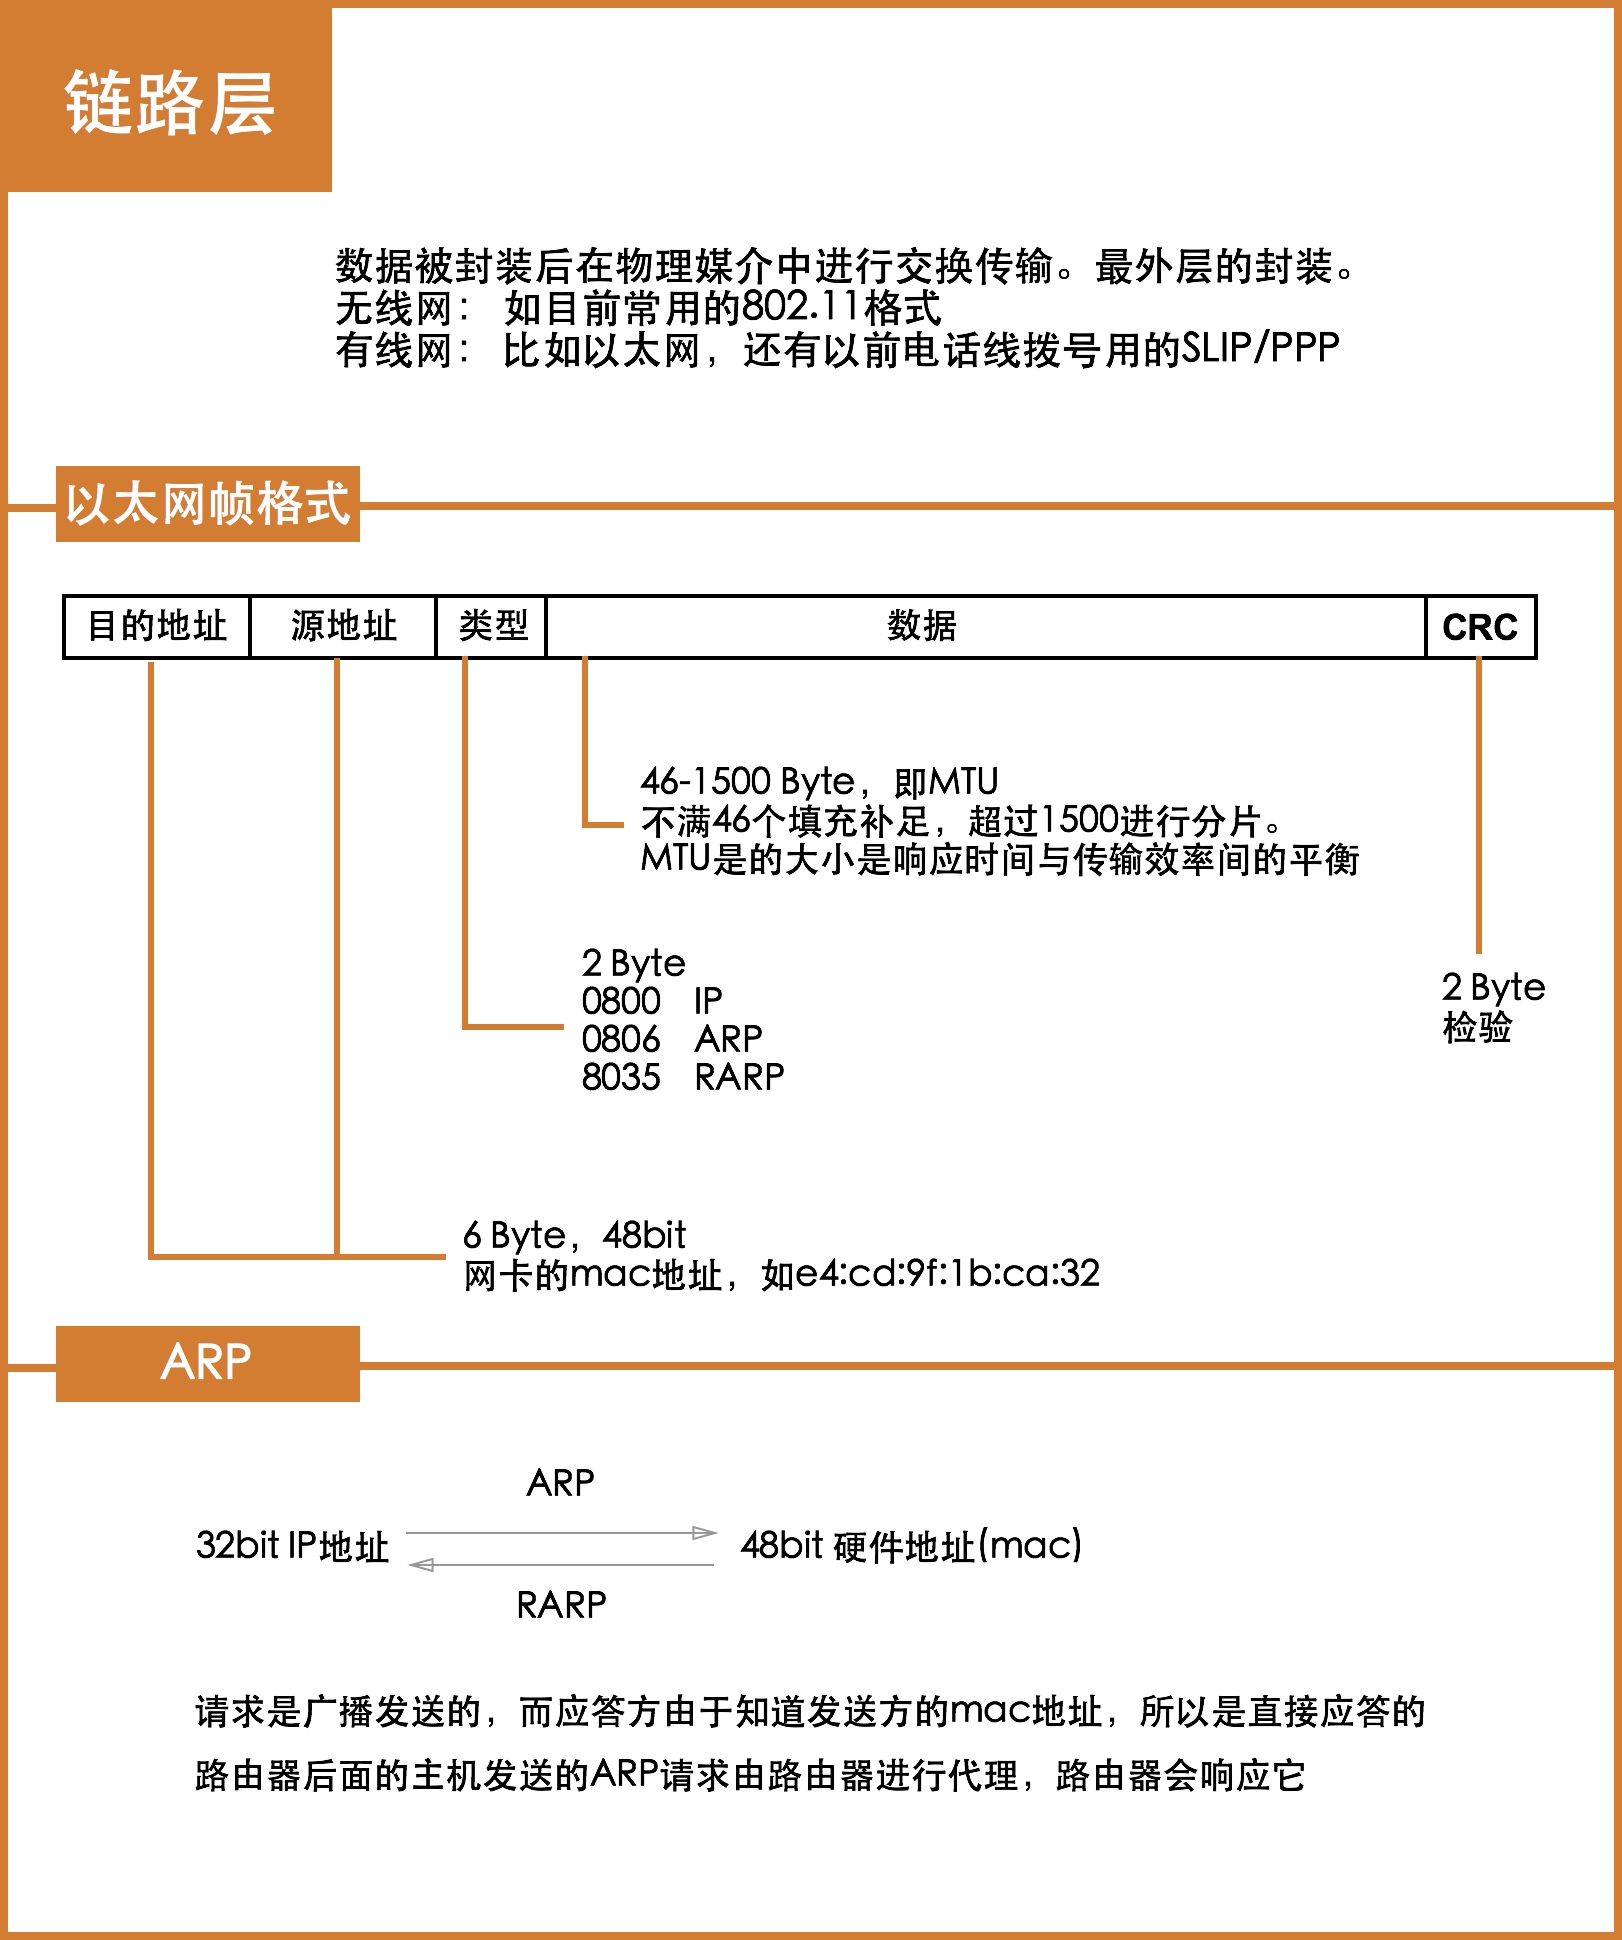 链路层
数据被封装后在物理媒介中进行交换传输。最外层的封装。
无线网： 如目前常用的802.11格式
有线网： 比如以太网，还有以前电话线拨号用的SLIP/PPP
以太网帧格式
目的地址 源地址 类型 数据 CRC
46-1500 Byte，即MTU
不满46个填充补足，超过1500进行分片。
MTU是的大小是响应时间与传输效率间的平衡
2 Byte
0800 IP
0806 ARP
8035 RARP
2 Byte
检验
6 Byte，48bit
网卡的mac地址，如e4:cd:9f:1b:ca:32
ARP
ARP
32bit IP地址 48bit 硬件地址(mac)
RARP
请求是广播发送的，而应答方由于知道发送方的mac地址，所以是直接应答的
路由器后面的主机发送的ARP请求由路由器进行代理，路由器会响应它